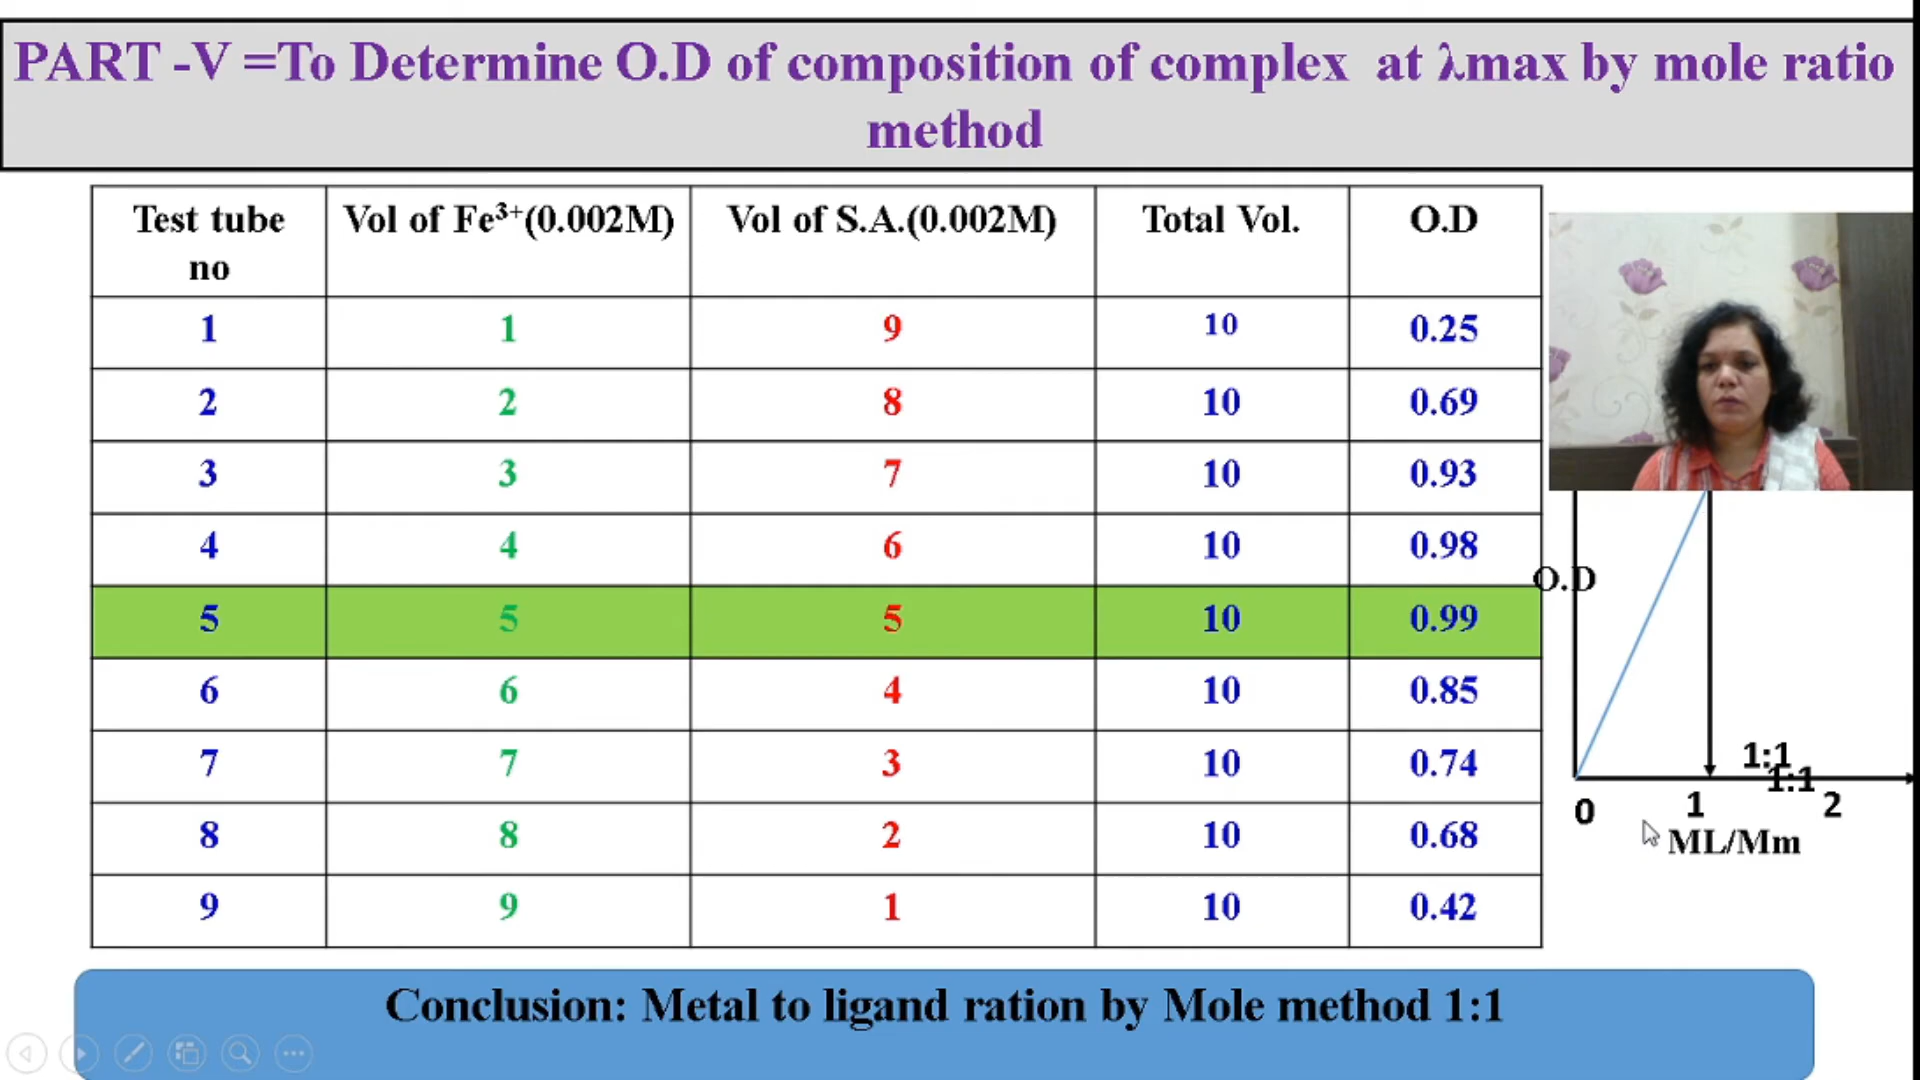 PART -V =To Determine O.D of composition of complex at λmax by mole ratio
method
Test tube no Vol of Fe³⁺(0.002M) Vol of S.A.(0.002M) Total Vol. O.D
1 1 9 10 0.25
2 2 8 10 0.69
3 3 7 10 0.93
4 4 6 10 0.98
5 5 5 10 0.99
6 6 4 10 0.85
7 7 3 10 0.74
8 8 2 10 0.68
9 9 1 10 0.42
O.D
1:1
1:1
0 1 2
ML/Mm
Conclusion: Metal to ligand ration by Mole method 1:1